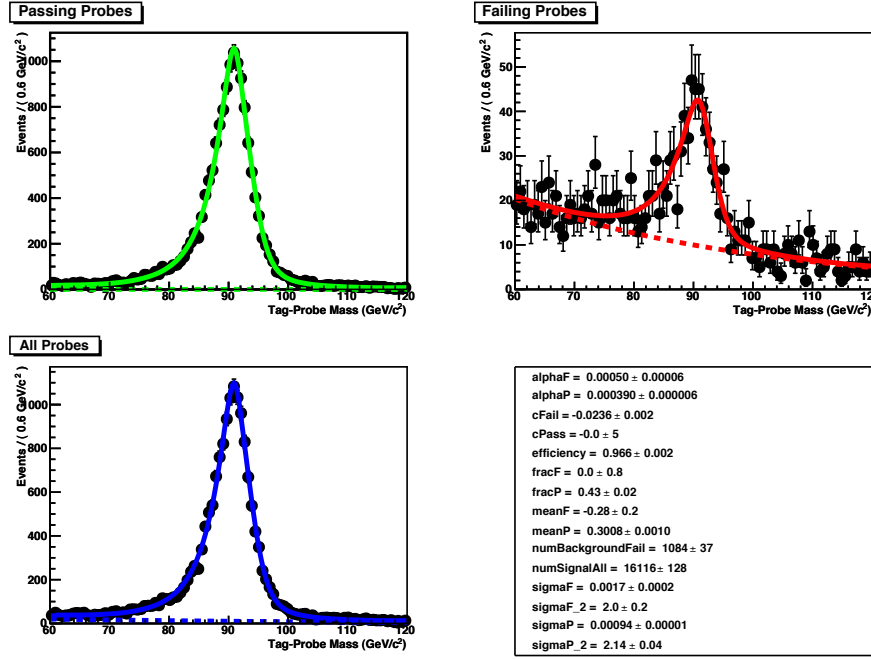 Passing Probes
Events / ( 0.6 GeV/c²)
1000
800
600
400
200
0
60 70 80 90 100 110 120
Tag-Probe Mass (GeV/c²)
Failing Probes
Events / ( 0.6 GeV/c²)
50
40
30
20
10
0
60 70 80 90 100 110 120
Tag-Probe Mass (GeV/c²)
All Probes
Events / ( 0.6 GeV/c²)
1000
800
600
400
200
0
60 70 80 90 100 110 120
Tag-Probe Mass (GeV/c²)
alphaF = 0.00050 ± 0.00006
alphaP = 0.000390 ± 0.000006
cFail = -0.0236 ± 0.002
cPass = -0.0 ± 5
efficiency = 0.966 ± 0.002
fracF = 0.0 ± 0.8
fracP = 0.43 ± 0.02
meanF = -0.28 ± 0.2
meanP = 0.3008 ± 0.0010
numBackgroundFail = 1084 ± 37
numSignalAll = 16116 ± 128
sigmaF = 0.0017 ± 0.0002
sigmaF_2 = 2.0 ± 0.2
sigmaP = 0.00094 ± 0.00001
sigmaP_2 = 2.14 ± 0.04